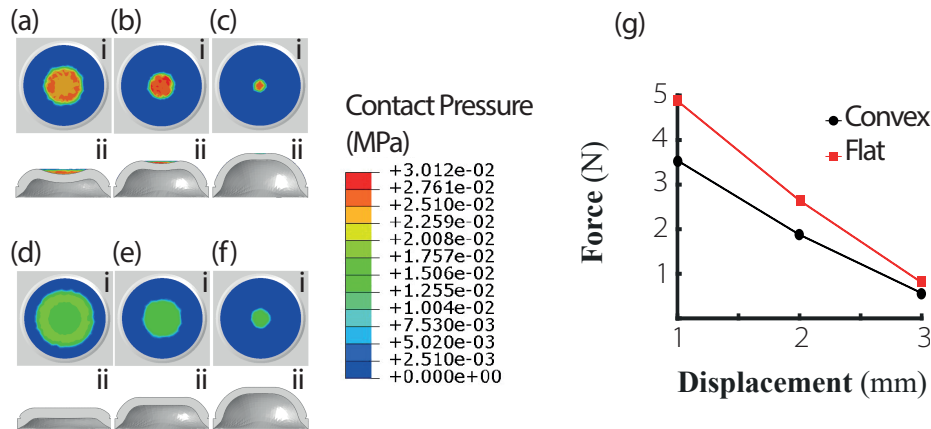 (a)
(b)
(c)
(g)
i
i
i
ii
ii
ii
Contact Pressure
(MPa)
+3.012e-02
+2.761e-02
+2.510e-02
+2.259e-02
+2.008e-02
+1.757e-02
+1.506e-02
+1.255e-02
+1.004e-02
+7.530e-03
+5.020e-03
+2.510e-03
+0.000e+00
(d)
(e)
(f)
i
i
i
ii
ii
ii
Convex
Flat
Force (N)
5
4
3
2
1
1
2
3
Displacement (mm)